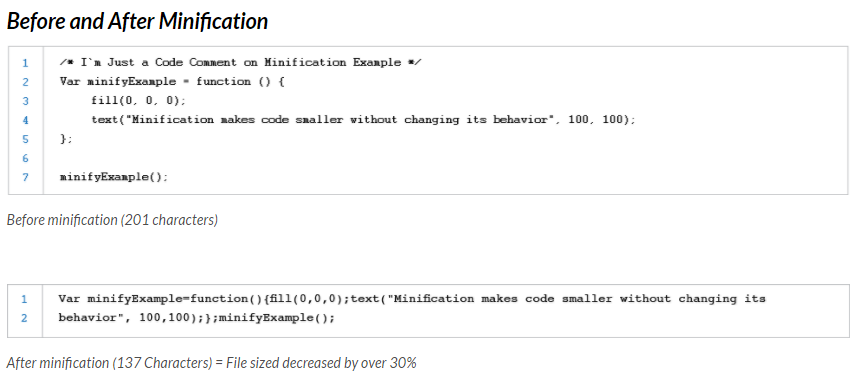 Before and After Minification
1 /* I`m Just a Code Comment on Minification Example */
2 Var minifyExample = function () {
3 fill(0, 0, 0);
4 text("Minification makes code smaller without changing its behavior", 100, 100);
5 };
6
7 minifyExample();
Before minification (201 characters)
1 Var minifyExample=function(){fill(0,0,0);text("Minification makes code smaller without changing its
2 behavior", 100,100);};minifyExample();
After minification (137 Characters) = File sized decreased by over 30%